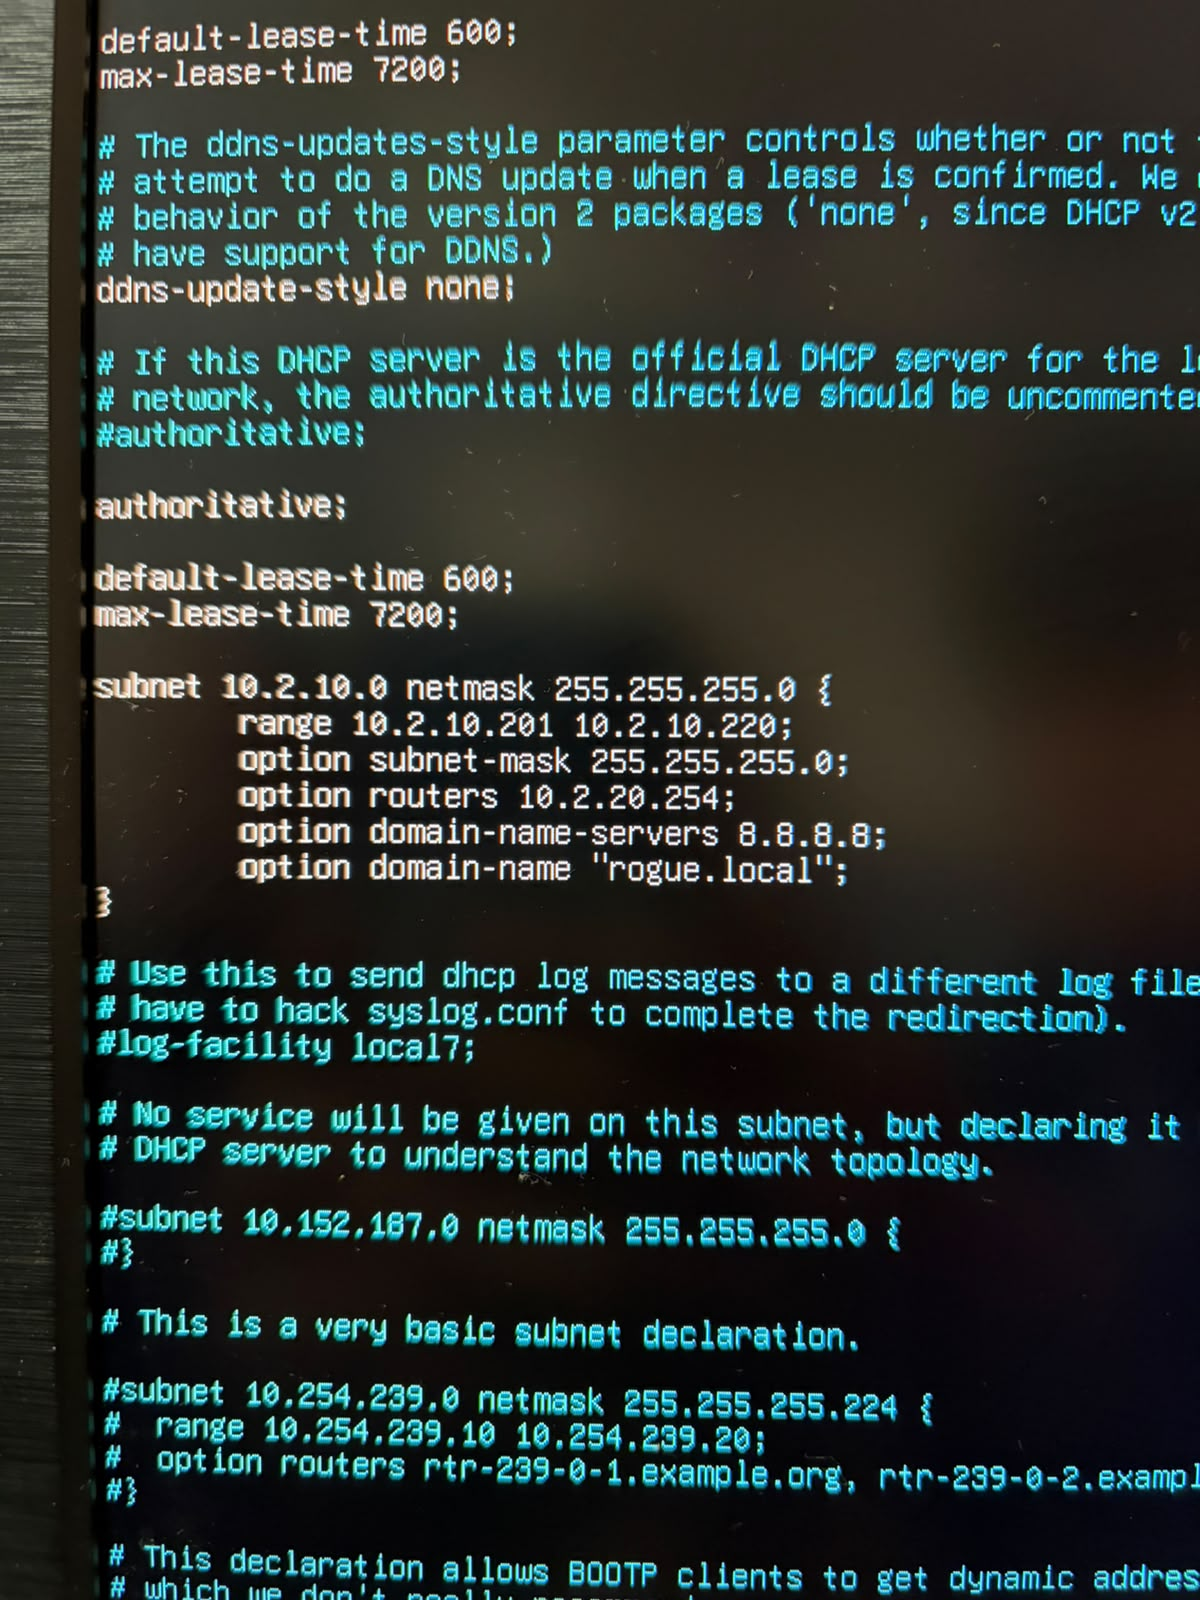 default-lease-time 600;
max-lease-time 7200;
# The ddns-updates-style parameter controls whether or not
# attempt to do a DNS update when a lease is confirmed. We
# behavior of the version 2 packages ('none', since DHCP v2
# have support for DDNS.)
ddns-update-style none;
# If this DHCP server is the official DHCP server for the
# network, the authoritative directive should be uncommente
#authoritative;
authoritative;
default-lease-time 600;
max-lease-time 7200;
subnet 10.2.10.0 netmask 255.255.255.0 {
range 10.2.10.201 10.2.10.220;
option subnet-mask 255.255.255.0;
option routers 10.2.20.254;
option domain-name-servers 8.8.8.8;
option domain-name "rogue.local";
}
# Use this to send dhcp log messages to a different log file
# have to hack syslog.conf to complete the redirection).
#log-facility local7;
# No service will be given on this subnet, but declaring it
# DHCP server to understand the network topology.
#subnet 10.152.187.0 netmask 255.255.255.0 {
#}
# This is a very basic subnet declaration.
#subnet 10.254.239.0 netmask 255.255.255.224 {
# range 10.254.239.10 10.254.239.20;
# option routers rtr-239-0-1.example.org, rtr-239-0-2.exampl
#}
# This declaration allows BOOTP clients to get dynamic addres
# which we don't really